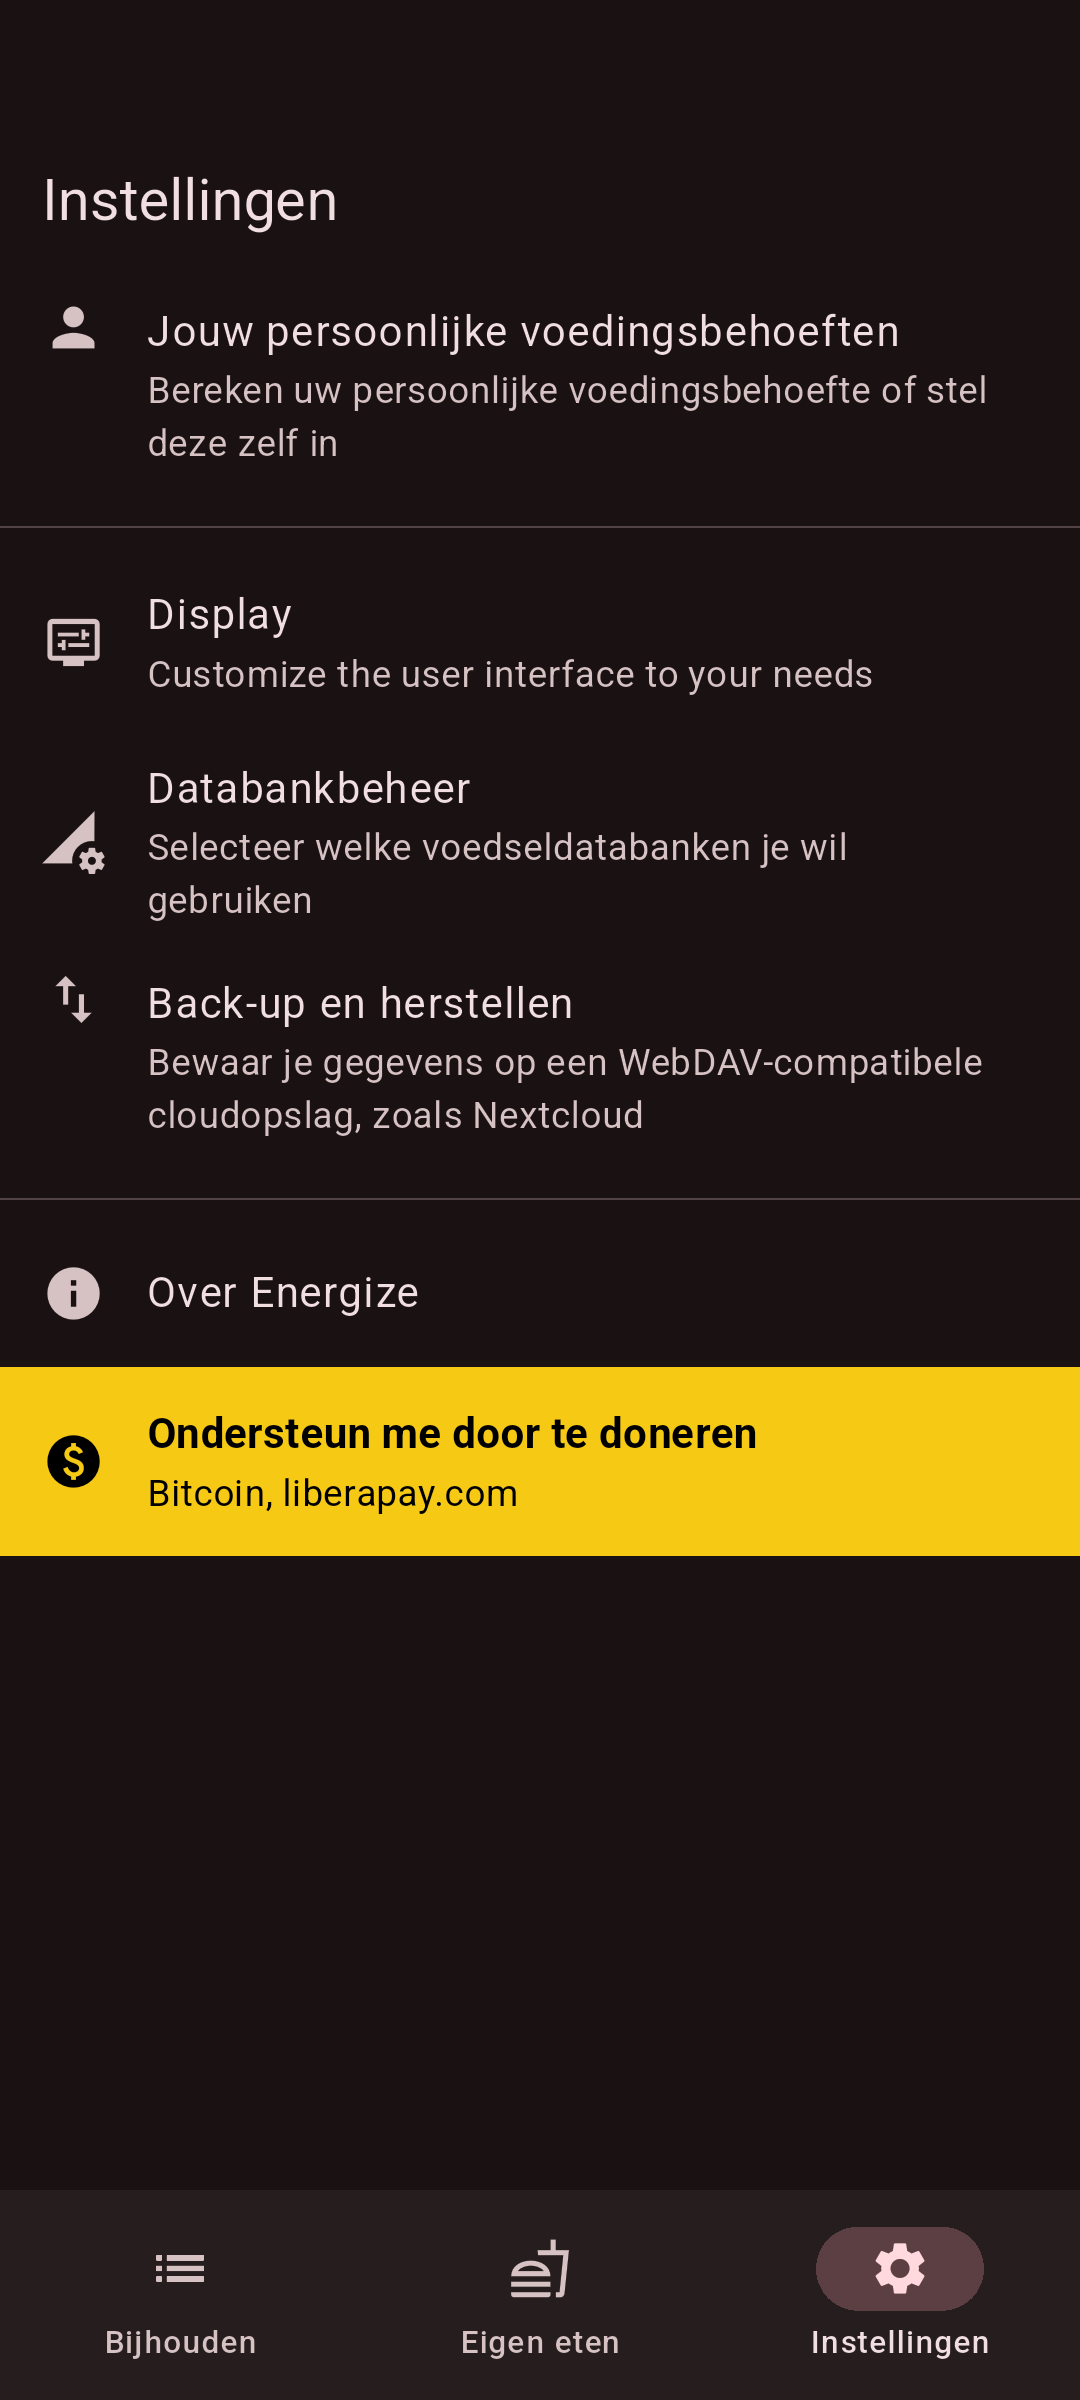 Instellingen
Jouw persoonlijke voedingsbehoeften
Bereken uw persoonlijke voedingsbehoefte of stel
deze zelf in
Display
Customize the user interface to your needs
Databankbeheer
Selecteer welke voedseldatabanken je wil
gebruiken
Back-up en herstellen
Bewaar je gegevens op een WebDAV-compatibele
cloudopslag, zoals Nextcloud
Over Energize
Ondersteun me door te doneren
Bitcoin, liberapay.com
Bijhouden
Eigen eten
Instellingen